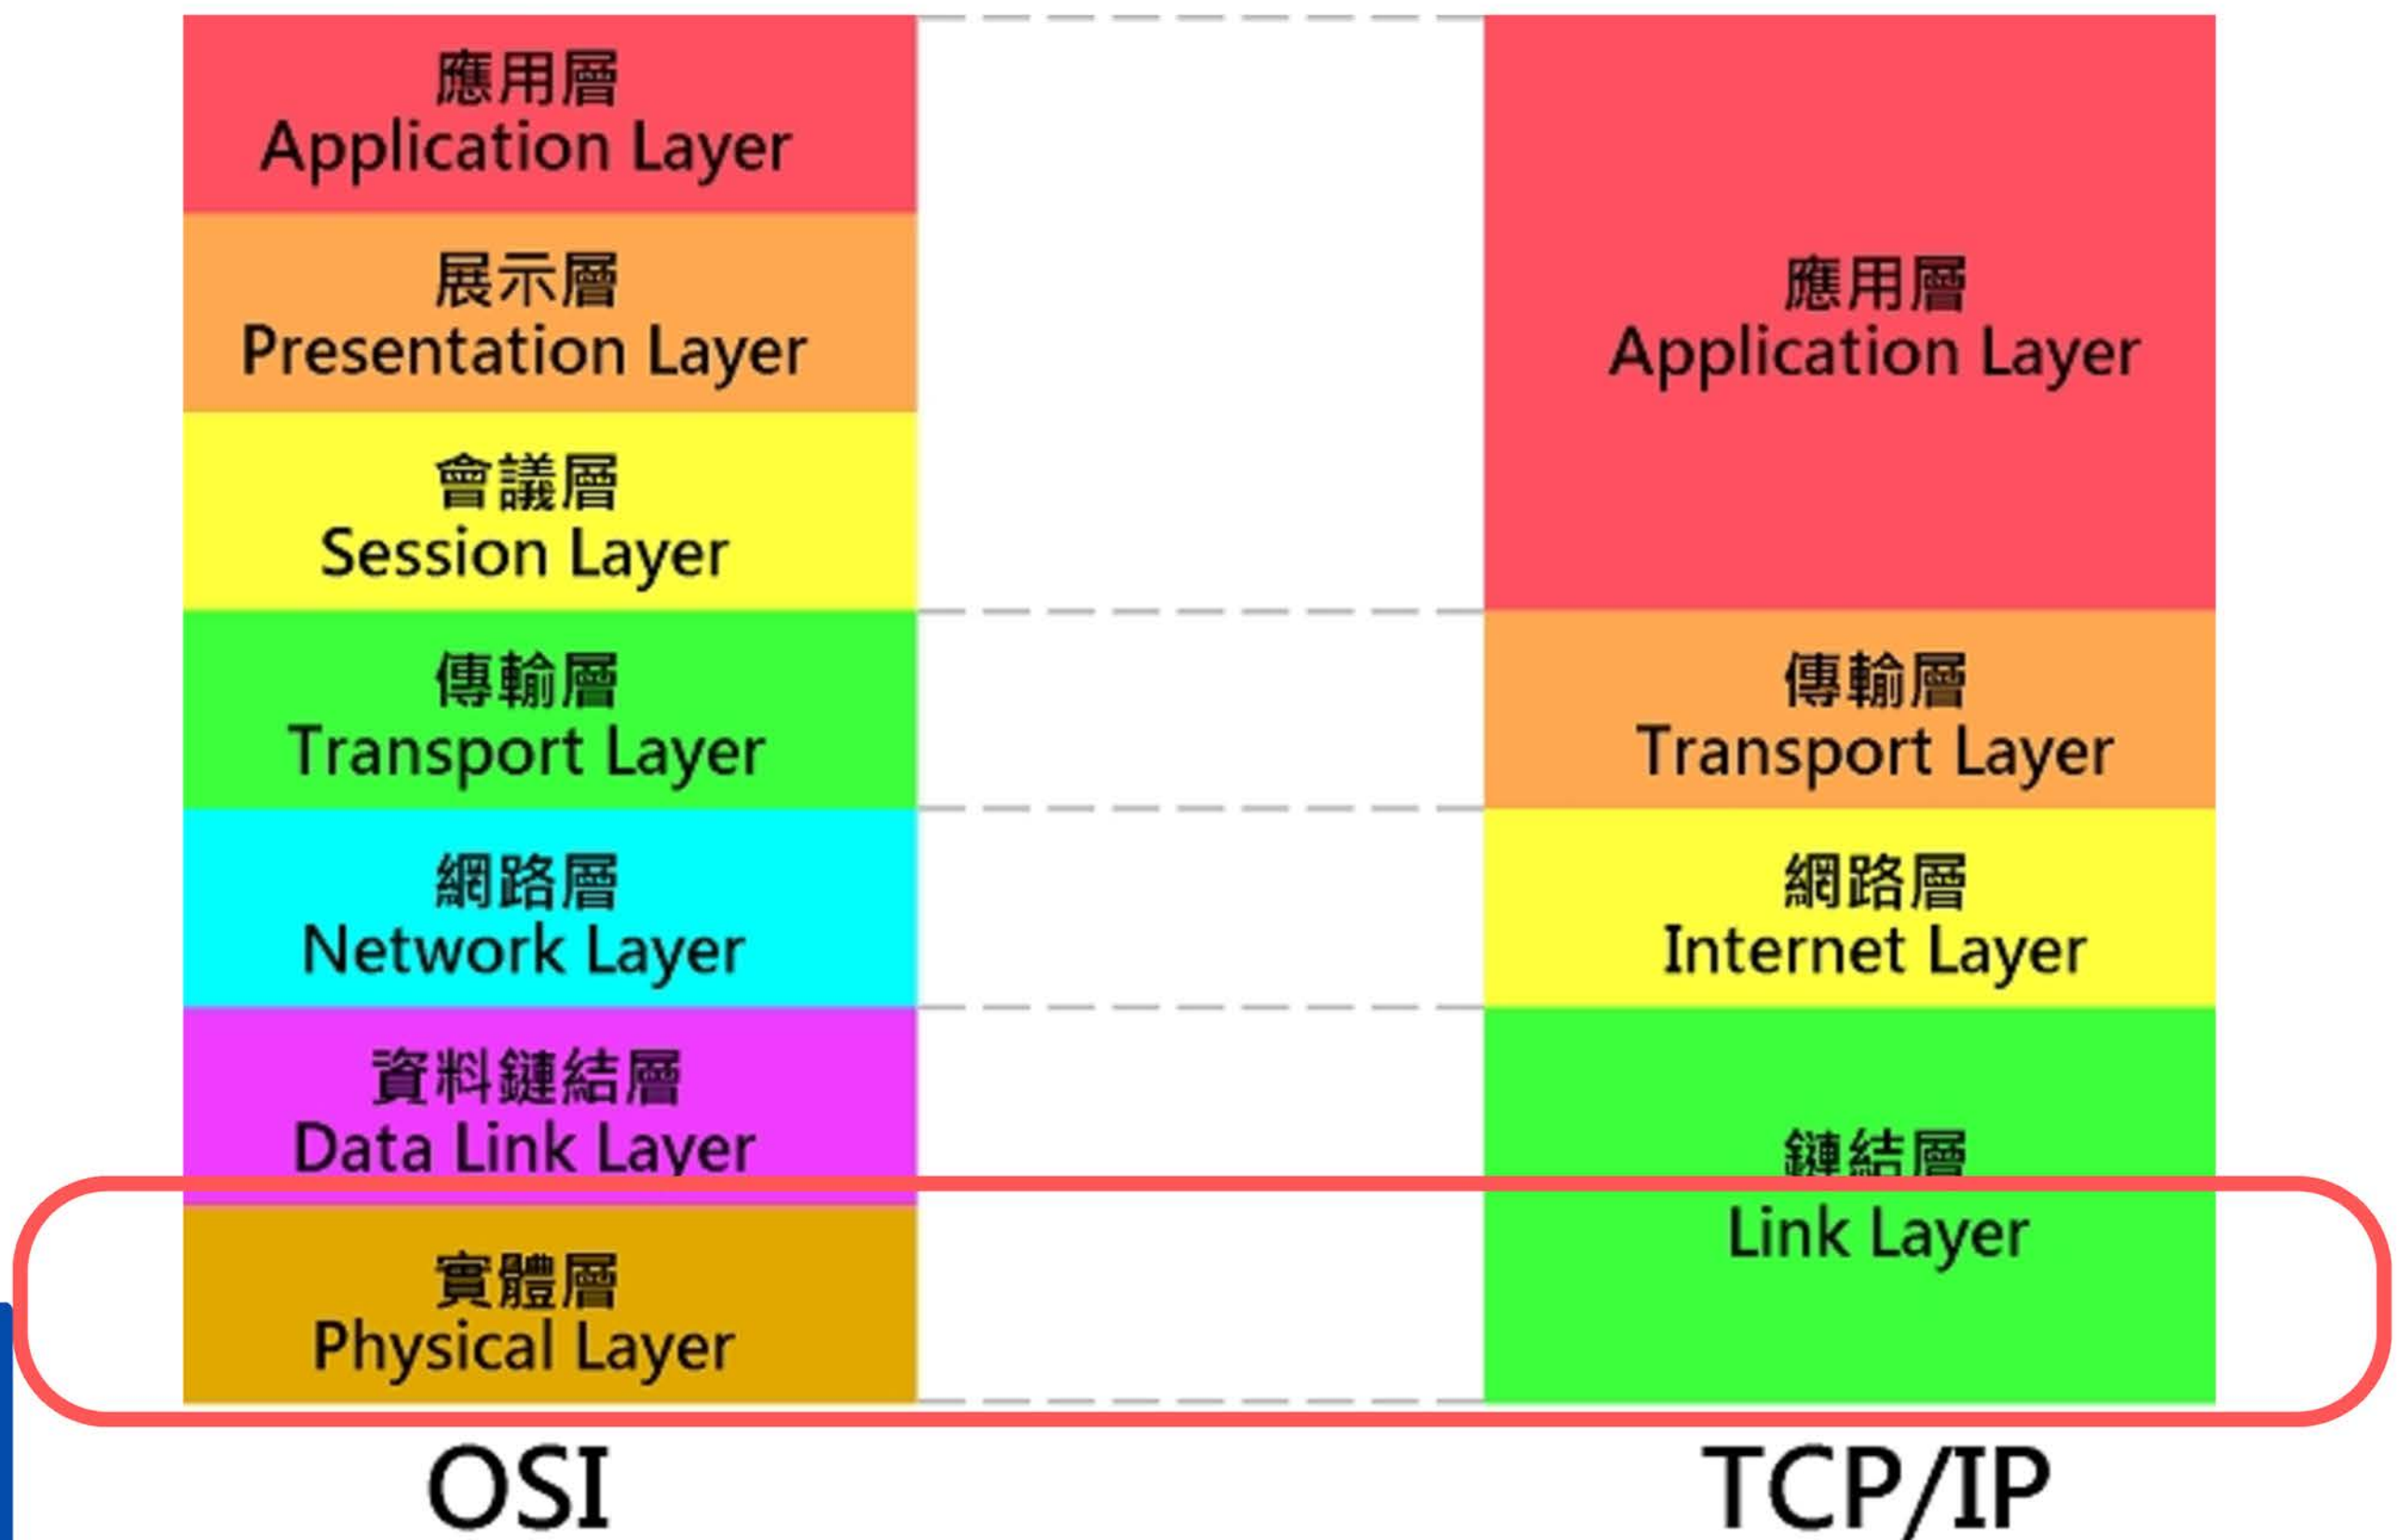 應用層
Application Layer
展示層
Presentation Layer
會議層
Session Layer
傳輸層
Transport Layer
網路層
Network Layer
資料鏈結層
Data Link Layer
實體層
Physical Layer
OSI
應用層
Application Layer
傳輸層
Transport Layer
網路層
Internet Layer
鏈結層
Link Layer
TCP/IP